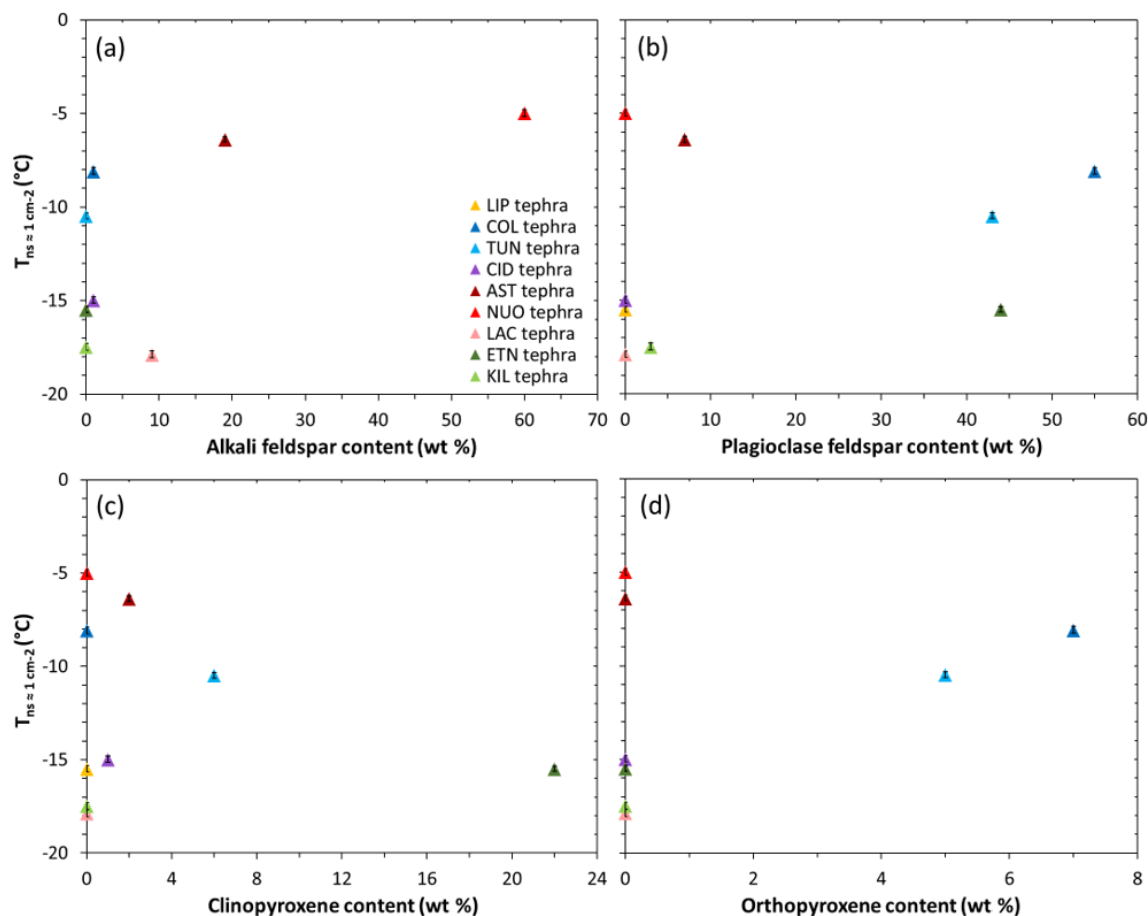 (a)
0
-5
-10
-15
-20
T ns ≈ 1 cm-2 (°C)
LIP tephra
COL tephra
TUN tephra
CID tephra
AST tephra
NUO tephra
LAC tephra
ETN tephra
KIL tephra
0 10 20 30 40 50 60 70
Alkali feldspar content (wt %)
(b)
0 10 20 30 40 50 60
Plagioclase feldspar content (wt %)
(c)
0
-5
-10
-15
-20
T ns ≈ 1 cm-2 (°C)
0 4 8 12 16 20 24
Clinopyroxene content (wt %)
(d)
0 2 4 6 8
Orthopyroxene content (wt %)